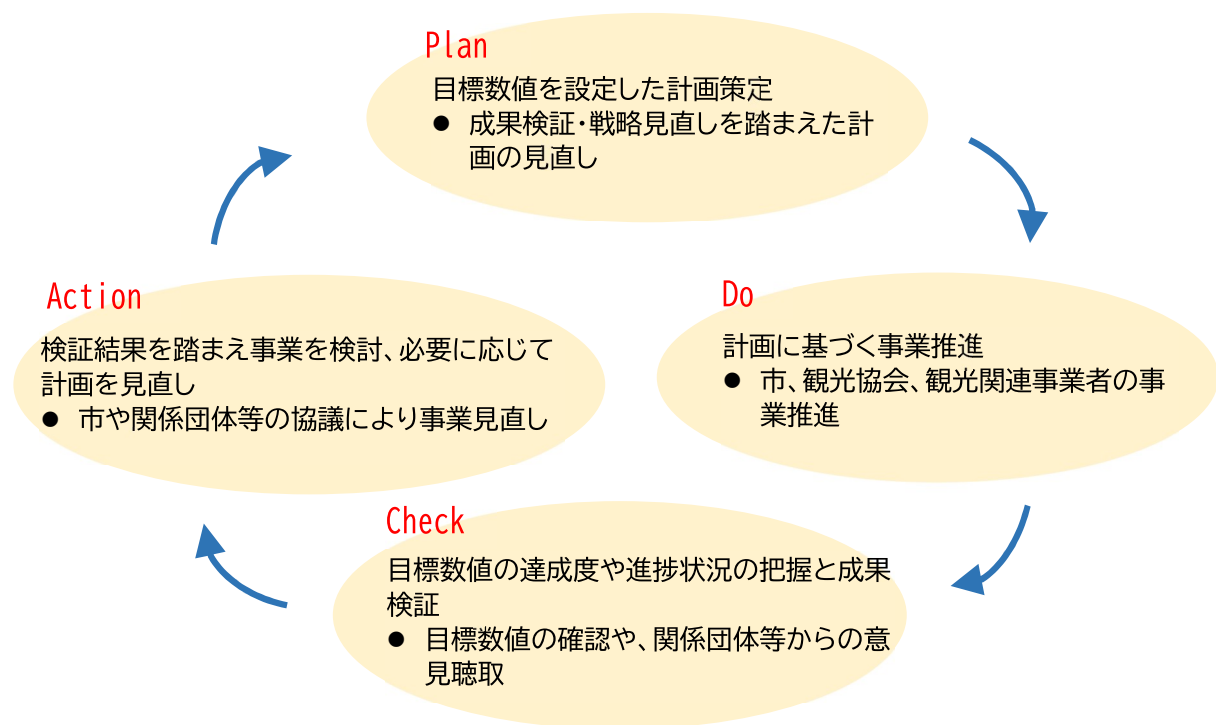 Plan
目標数値を設定した計画策定
● 成果検証・戦略見直しを踏まえた計
画の見直し
Action
検証結果を踏まえ事業を検討、必要に応じて
計画を見直し
● 市や関係団体等の協議により事業見直し
Do
計画に基づく事業推進
● 市、観光協会、観光関連事業者の事
業推進
Check
目標数値の達成度や進捗状況の把握と成果
検証
● 目標数値の確認や、関係団体等からの意
見聴取